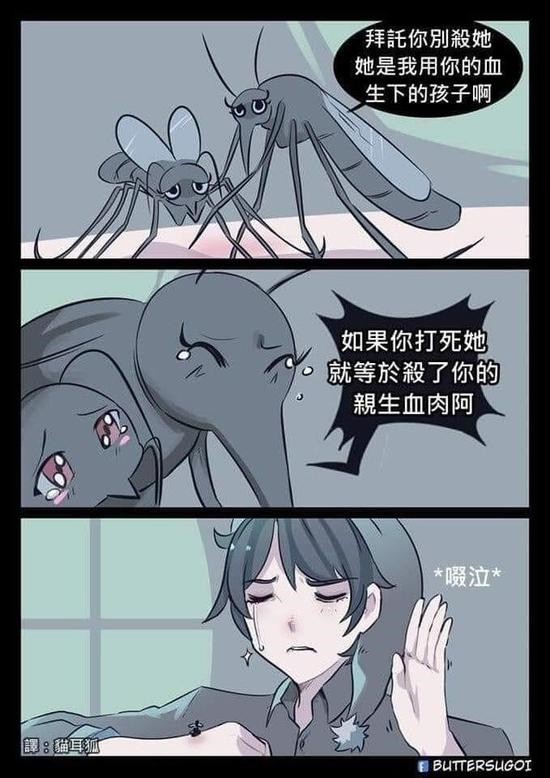 拜託你別殺她
她是我用你的血
生下的孩子啊
如果你打死她
就等於殺了你的
親生血肉阿
*啜泣*
譯：貓耳狐
f BUTTERSUGOI